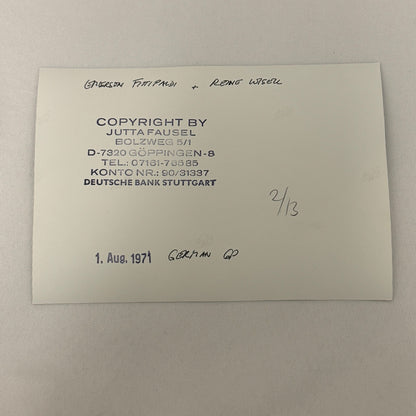 EMERSON FITTIPALDI + REINE WISELL
COPYRIGHT BY
JUTTA FAUSEL
BOLZWEG 5/1
D-7320 GÖPPINGEN-8
TEL.: 07161-78585
KONTO NR.: 90/31337
DEUTSCHE BANK STUTTGART
2/13
1. Aug. 1971 GERMAN GP